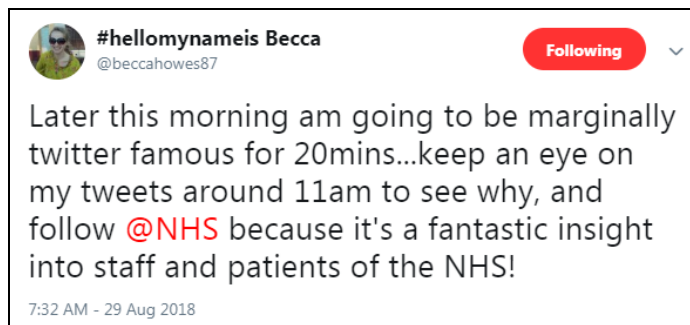 #hellomynameis Becca
@beccahowes87
Following
Later this morning am going to be marginally
twitter famous for 20mins...keep an eye on
my tweets around 11am to see why, and
follow @NHS because it's a fantastic insight
into staff and patients of the NHS!
7:32 AM - 29 Aug 2018